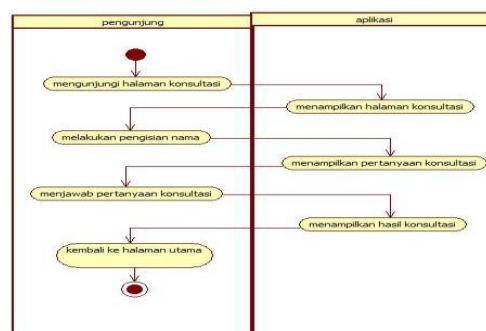 pengunjung
aplikasi
mengunjungi halaman konsultasi
menampilkan halaman konsultasi
melakukan pengisian nama
menampilkan pertanyaan konsultasi
menjawab pertanyaan konsultasi
menampilkan hasil konsultasi
kembali ke halaman utama